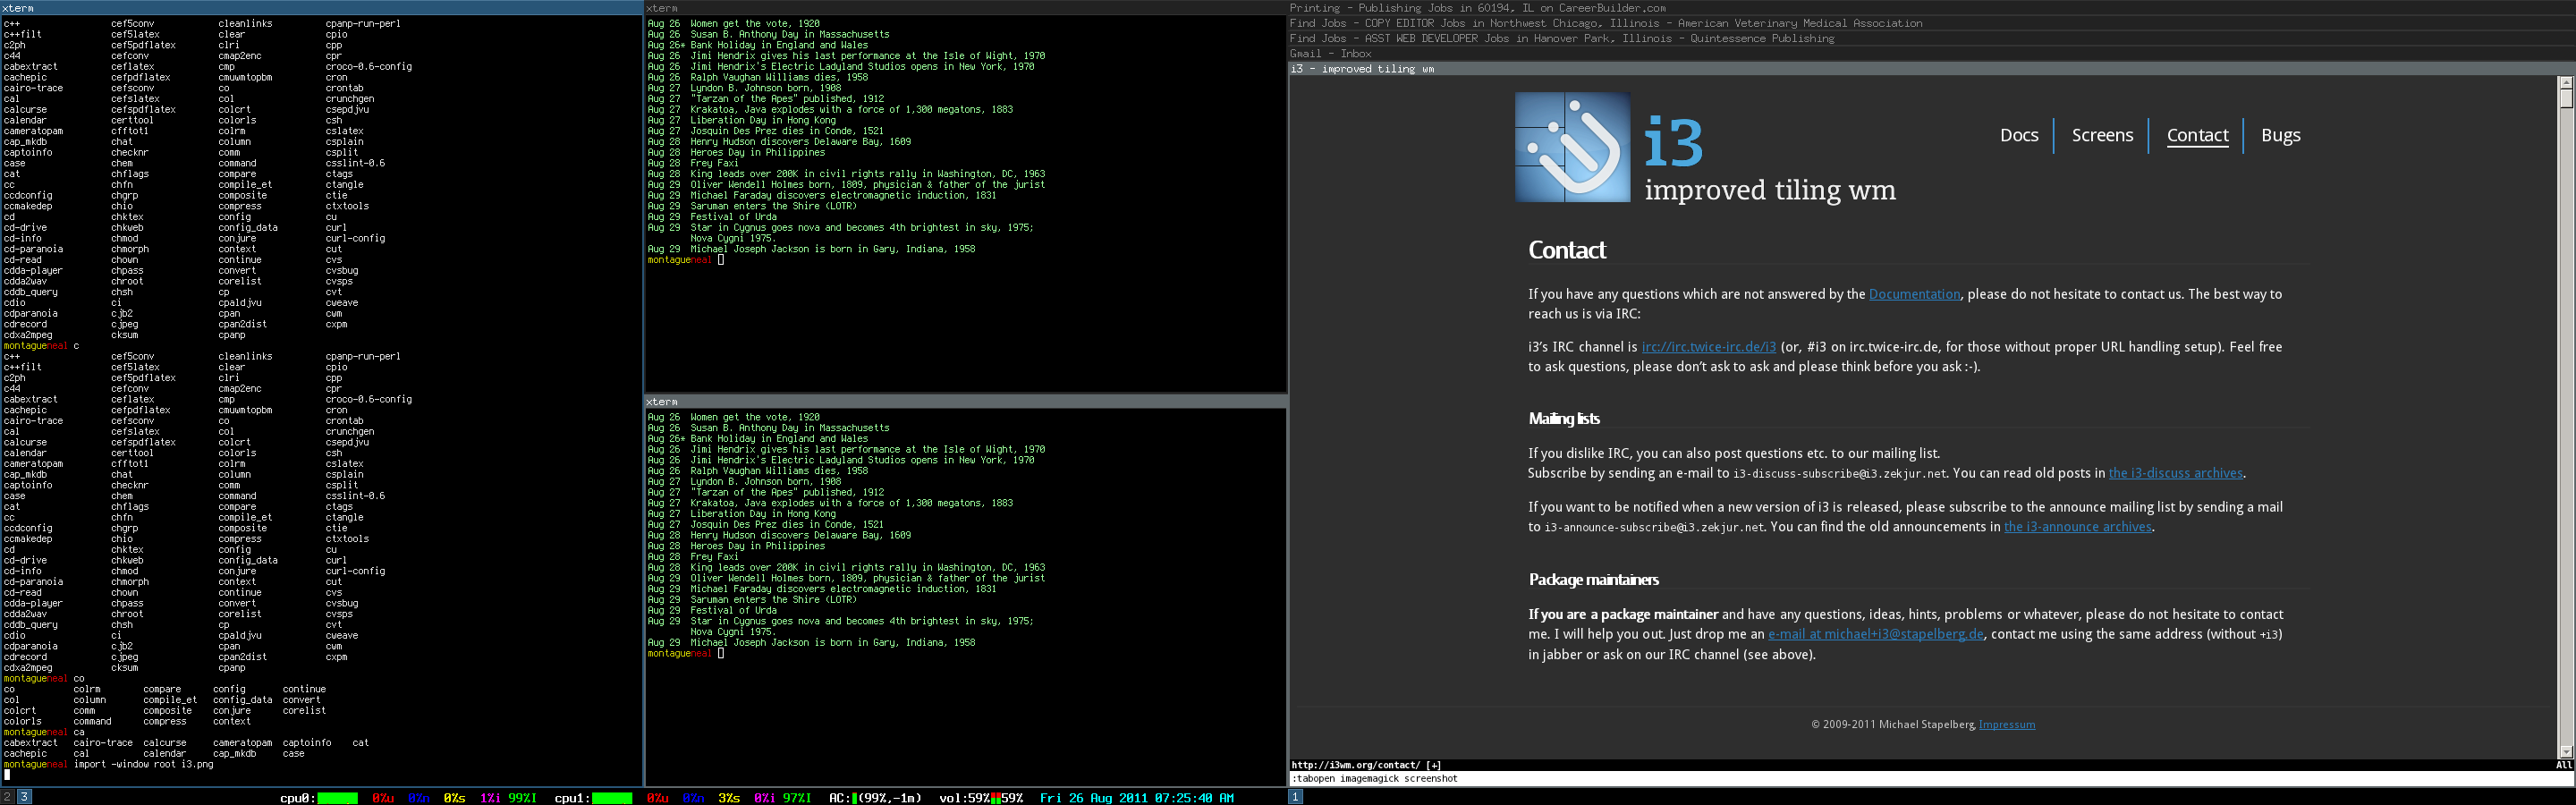 xterm
c++ cef5conv cleanlinks cpanp-run-perl
c++filt cef5latex clear cpio
c2ph cef5pdflatex clri cpp
c44 cefconv cmap2enc cpr
cabextract ceflatex cmp croco-0.6-config
cachepic cefpdflatex cmuwmtopbm cron
cairo-trace cefsconv co crontab
cal cefslatex col crunchgen
calcurse cefspdflatex colcrt csepdjvu
calendar certtool colorls csh
cameratopam cfftot1 colrm cslatex
cap_mkdb chat column csplain
captoinfo checknr comm csplit
case chem command csslint-0.6
cat chflags compare ctags
cc chfn compile_et ctangle
ccdconfig chgrp composite ctie
ccmakedep chio compress ctxtools
cd chktex config cu
cd-drive chkweb config_data curl
cd-info chmod conjure curl-config
cd-paranoia chmorph context cut
cd-read chown continue cvs
cdda-player chpass convert cvsbug
cdda2wav chroot corelist cvsps
cddb_query chsh cp cvt
cdio ci cpaldjvu cweave
cdparanoia cjb2 cpan cwm
cdrecord cjpeg cpan2dist cxpm
cdxa2mpeg cksum cpanp
montagueneal c
c++ cef5conv cleanlinks cpanp-run-perl
c++filt cef5latex clear cpio
c2ph cef5pdflatex clri cpp
c44 cefconv cmap2enc cpr
cabextract ceflatex cmp croco-0.6-config
cachepic cefpdflatex cmuwmtopbm cron
cairo-trace cefsconv co crontab
cal cefslatex col crunchgen
calcurse cefspdflatex colcrt csepdjvu
calendar certtool colorls csh
cameratopam cfftot1 colrm cslatex
cap_mkdb chat column csplain
captoinfo checknr comm csplit
case chem command csslint-0.6
cat chflags compare ctags
cc chfn compile_et ctangle
ccdconfig chgrp composite ctie
ccmakedep chio compress ctxtools
cd chktex config cu
cd-drive chkweb config_data curl
cd-info chmod conjure curl-config
cd-paranoia chmorph context cut
cd-read chown continue cvs
cdda-player chpass convert cvsbug
cdda2wav chroot corelist cvsps
cddb_query chsh cp cvt
cdio ci cpaldjvu cweave
cdparanoia cjb2 cpan cwm
cdrecord cjpeg cpan2dist cxpm
cdxa2mpeg cksum cpanp
montagueneal co
co colrm compare config continue
col column compile_et config_data convert
colcrt comm composite conjure corelist
colorls command compress context
montagueneal ca
cabextract cairo-trace calcurse cameratopam captoinfo cat
cachepic cal calendar cap_mkdb case
montagueneal import -window root i3.png
xterm
Aug 26 Women get the vote, 1920
Aug 26 Susan B. Anthony Day in Massachusetts
Aug 26* Bank Holiday in England and Wales
Aug 26 Jimi Hendrix gives his last performance at the Isle of Wight, 1970
Aug 26 Jimi Hendrix's Electric Ladyland Studios opens in New York, 1970
Aug 26 Ralph Vaughan Williams dies, 1958
Aug 27 Lyndon B. Johnson born, 1908
Aug 27 "Tarzan of the Apes" published, 1912
Aug 27 Krakatoa, Java explodes with a force of 1,300 megatons, 1883
Aug 27 Liberation Day in Hong Kong
Aug 27 Josquin Des Prez dies in Conde, 1521
Aug 28 Henry Hudson discovers Delaware Bay, 1609
Aug 28 Heroes Day in Philippines
Aug 28 Frey Faxi
Aug 28 King leads over 200K in civil rights rally in Washington, DC, 1963
Aug 29 Oliver Wendell Holmes born, 1809, physician & father of the jurist
Aug 29 Michael Faraday discovers electromagnetic induction, 1831
Aug 29 Saruman enters the Shire (LOTR)
Aug 29 Festival of Urda
Aug 29 Star in Cygnus goes nova and becomes 4th brightest in sky, 1975;
Nova Cygni 1975.
Aug 29 Michael Joseph Jackson is born in Gary, Indiana, 1958
montagueneal
xterm
Aug 26 Women get the vote, 1920
Aug 26 Susan B. Anthony Day in Massachusetts
Aug 26* Bank Holiday in England and Wales
Aug 26 Jimi Hendrix gives his last performance at the Isle of Wight, 1970
Aug 26 Jimi Hendrix's Electric Ladyland Studios opens in New York, 1970
Aug 26 Ralph Vaughan Williams dies, 1958
Aug 27 Lyndon B. Johnson born, 1908
Aug 27 "Tarzan of the Apes" published, 1912
Aug 27 Krakatoa, Java explodes with a force of 1,300 megatons, 1883
Aug 27 Liberation Day in Hong Kong
Aug 27 Josquin Des Prez dies in Conde, 1521
Aug 28 Henry Hudson discovers Delaware Bay, 1609
Aug 28 Heroes Day in Philippines
Aug 28 Frey Faxi
Aug 28 King leads over 200K in civil rights rally in Washington, DC, 1963
Aug 29 Oliver Wendell Holmes born, 1809, physician & father of the jurist
Aug 29 Michael Faraday discovers electromagnetic induction, 1831
Aug 29 Saruman enters the Shire (LOTR)
Aug 29 Festival of Urda
Aug 29 Star in Cygnus goes nova and becomes 4th brightest in sky, 1975;
Nova Cygni 1975.
Aug 29 Michael Joseph Jackson is born in Gary, Indiana, 1958
montagueneal
Printing - Publishing Jobs in 60194, IL on CareerBuilder.com
Find Jobs - COPY EDITOR Jobs in Northwest Chicago, Illinois - American Veterinary Medical Association
Find Jobs - ASST WEB DEVELOPER Jobs in Hanover Park, Illinois - Quintessence Publishing
Gmail - Inbox
i3 - improved tiling wm
i3
improved tiling wm
Docs Screens Contact Bugs
Contact
If you have any questions which are not answered by the Documentation, please do not hesitate to contact us. The best way to
reach us is via IRC:
i3’s IRC channel is irc://irc.twice-irc.de/i3 (or, #i3 on irc.twice-irc.de, for those without proper URL handling setup). Feel free
to ask questions, please don’t ask to ask and please think before you ask :-).
Mailing lists
If you dislike IRC, you can also post questions etc. to our mailing list.
Subscribe by sending an e-mail to i3-discuss-subscribe@i3.zekjur.net. You can read old posts in the i3-discuss archives.
If you want to be notified when a new version of i3 is released, please subscribe to the announce mailing list by sending a mail
to i3-announce-subscribe@i3.zekjur.net. You can find the old announcements in the i3-announce archives.
Package maintainers
If you are a package maintainer and have any questions, ideas, hints, problems or whatever, please do not hesitate to contact
me. I will help you out. Just drop me an e-mail at michael+i3@stapelberg.de, contact me using the same address (without +i3)
in jabber or ask on our IRC channel (see above).
© 2009-2011 Michael Stapelberg, Impressum
http://i3wm.org/contact/ [+] All
:tabopen imagemagick screenshot
2 3 cpu0: 0%u 0%n 0%s 1%i 99%I cpu1: 0%u 0%n 3%s 0%i 97%I AC: (99%,-1m) vol:59% 59% Fri 26 Aug 2011 07:25:40 AM 1